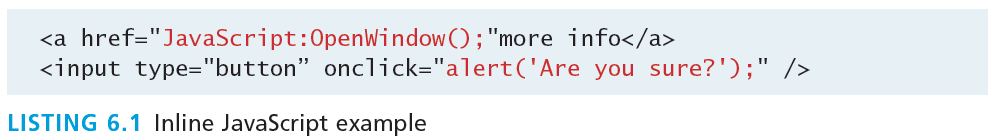 <a href="JavaScript:OpenWindow();"more info</a>
<input type="button” onclick="alert('Are you sure?');" />
LISTING 6.1 Inline JavaScript example